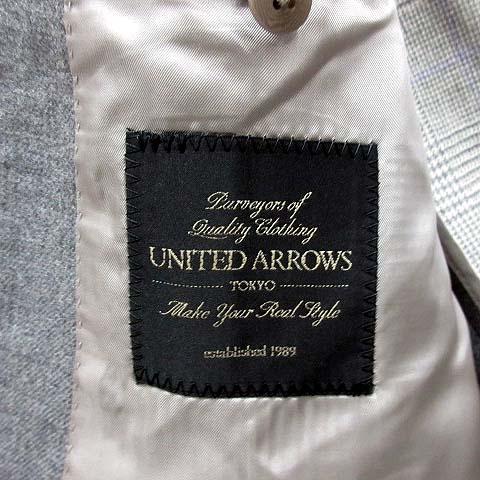 Purveyors of
Quality Clothing
UNITED ARROWS
TOKYO
Make Your Real Style
established 1989